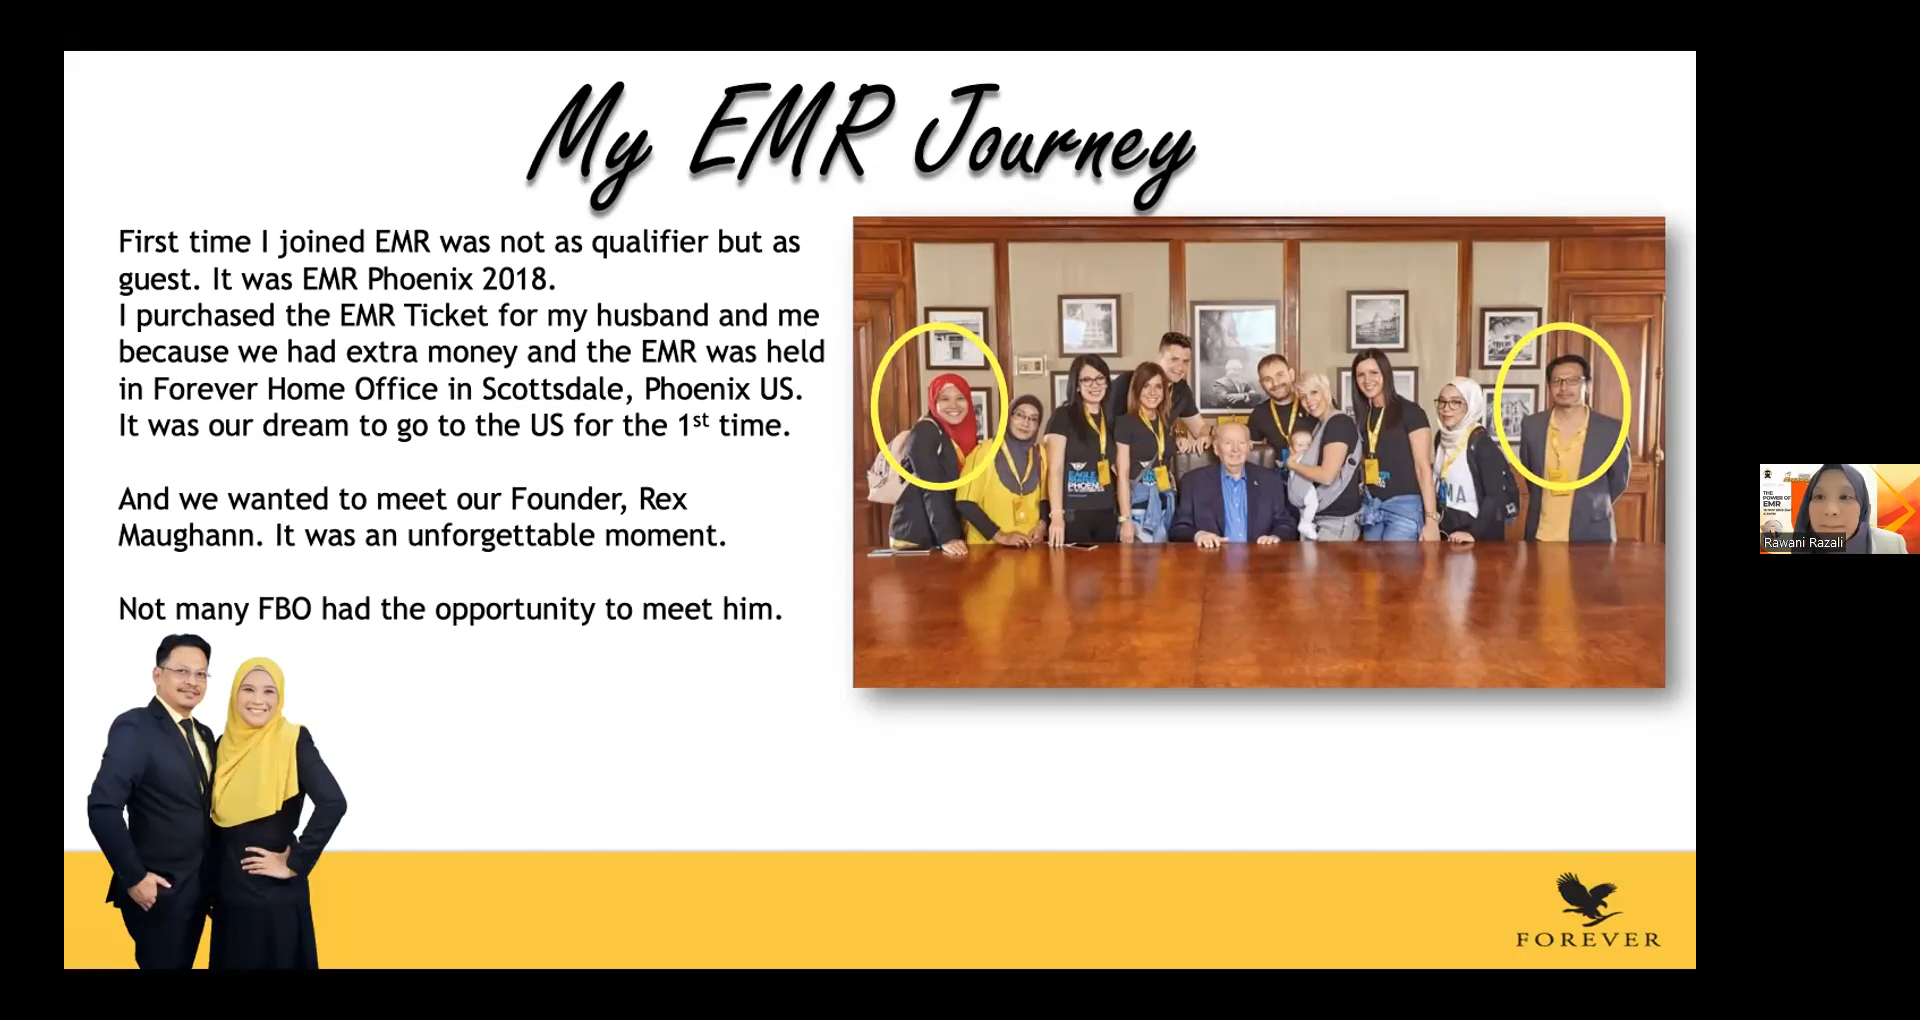 My EMR Journey
First time I joined EMR was not as qualifier but as
guest. It was EMR Phoenix 2018.
I purchased the EMR Ticket for my husband and me
because we had extra money and the EMR was held
in Forever Home Office in Scottsdale, Phoenix US.
It was our dream to go to the US for the 1st time.
And we wanted to meet our Founder, Rex
Maughann. It was an unforgettable moment.
Not many FBO had the opportunity to meet him.
FOREVER
THE
POWER OF
EMR
Rawani Razali